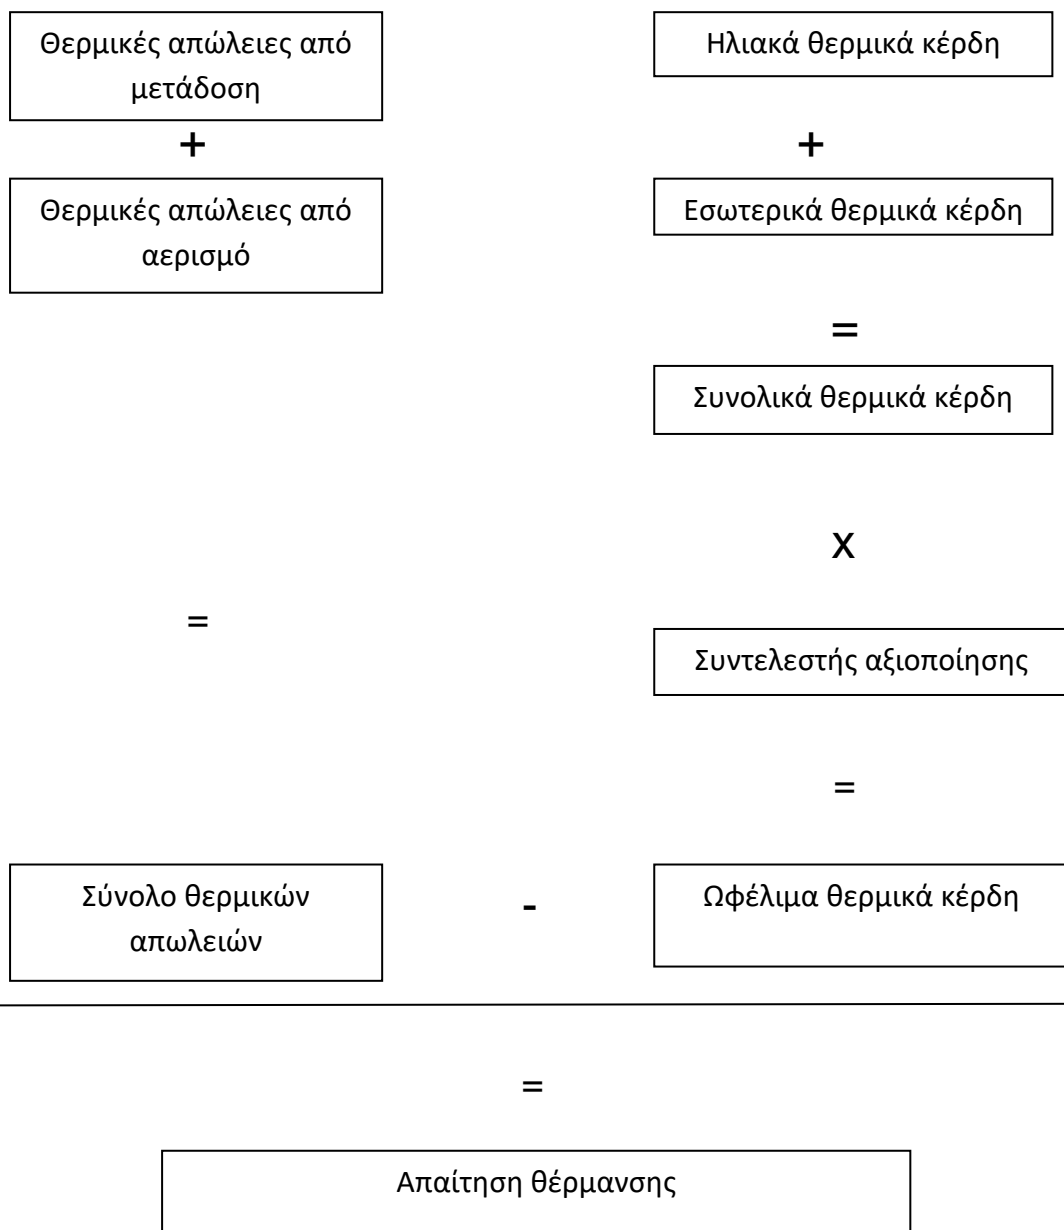 Θερμικές απώλειες από
μετάδοση
+
Θερμικές απώλειες από
αερισμό
=
Σύνολο θερμικών
απωλειών
-
Ηλιακά θερμικά κέρδη
+
Εσωτερικά θερμικά κέρδη
=
Συνολικά θερμικά κέρδη
x
Συντελεστής αξιοποίησης
=
Ωφέλιμα θερμικά κέρδη
=
Απαίτηση θέρμανσης